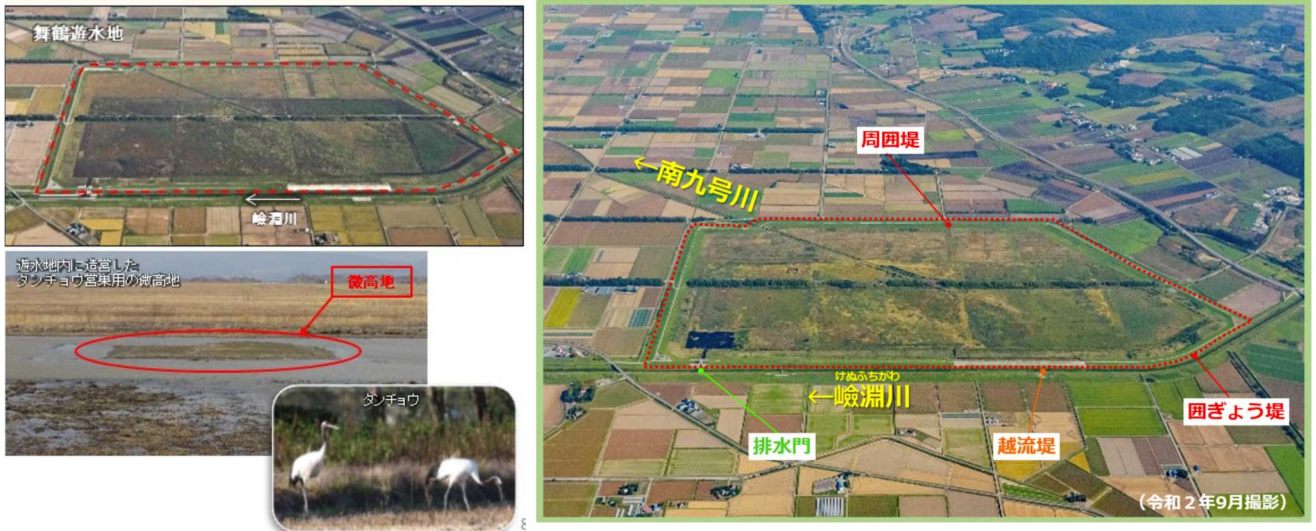 舞鶴遊水地
嶮淵川
遊水地内に造営した
タンチョウ営巣用の微高地
微高地
タンチョウ
8
周囲堤
←南九号川
けぬふちがわ
←嶮淵川
囲ぎょう堤
排水門
越流堤
（令和２年9月撮影）